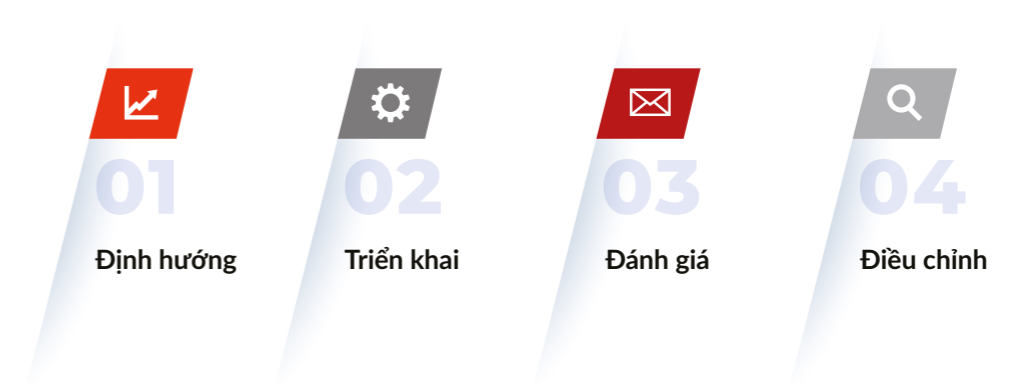 01
02
03
04
Định hướng
Triển khai
Đánh giá
Điều chỉnh